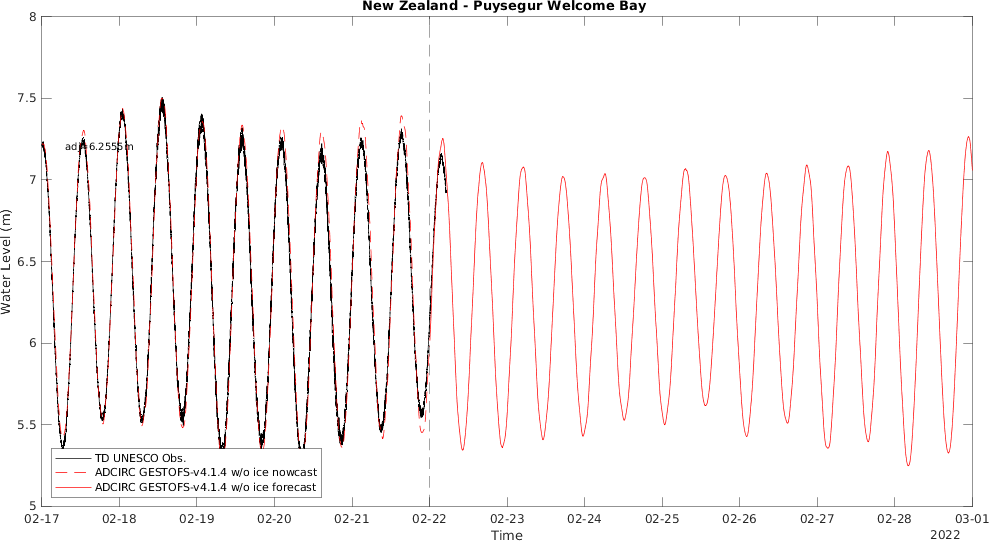 New Zealand - Puysegur Welcome Bay
8
7.5
7
6.5
6
5.5
5
Water Level (m)
adj=6.2555m
TD UNESCO Obs.
ADCIRC GESTOFS-v4.1.4 w/o ice nowcast
ADCIRC GESTOFS-v4.1.4 w/o ice forecast
02-17 02-18 02-19 02-20 02-21 02-22 02-23 02-24 02-25 02-26 02-27 02-28 03-01
Time
2022